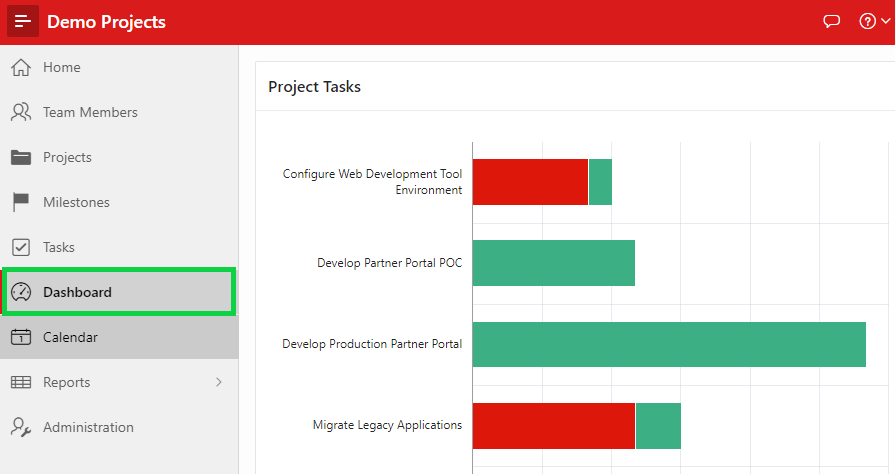 Demo Projects
Home
Team Members
Projects
Milestones
Tasks
Dashboard
Calendar
Reports
Administration
Project Tasks
Configure Web Development Tool
Environment
Develop Partner Portal POC
Develop Production Partner Portal
Migrate Legacy Applications